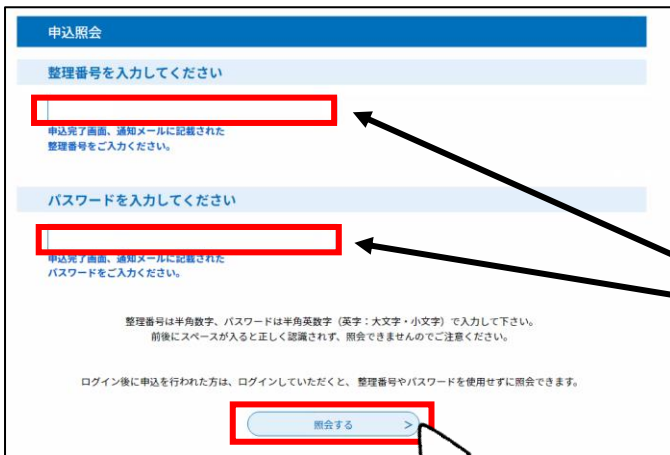 申込照会
整理番号を入力してください
申込完了画面、通知メールに記載された
整理番号をご入力ください。
パスワードを入力してください
申込完了画面、通知メールに記載された
パスワードをご入力ください。
整理番号は半角数字、パスワードは半角英数字（英字：大文字・小文字）で入力して下さい。
前後にスペースが入ると正しく認識されず、照会できませんのでご注意ください。
ログイン後に申込を行われた方は、ログインしていただくと、 整理番号やパスワードを使用せずに照会できます。
照会する >